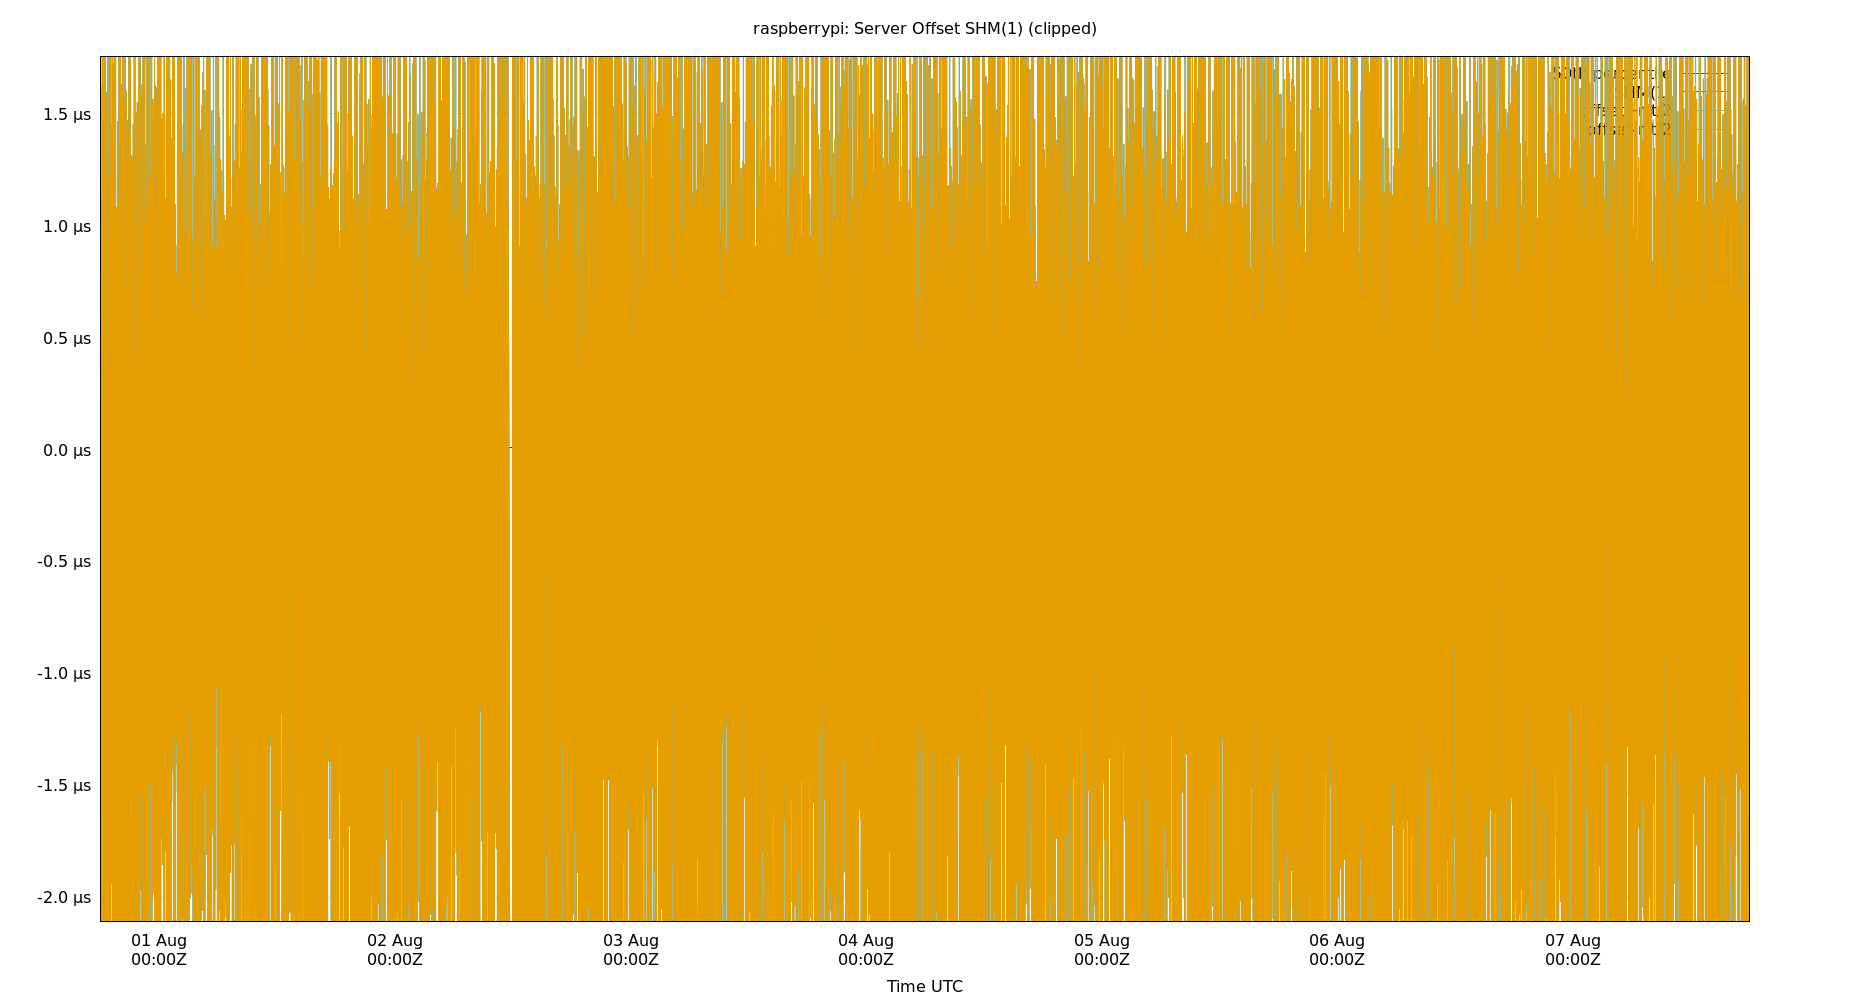 raspberrypi: Server Offset SHM(1) (clipped)
1.5 µs
1.0 µs
0.5 µs
0.0 µs
-0.5 µs
-1.0 µs
-1.5 µs
-2.0 µs
01 Aug 02 Aug 03 Aug 04 Aug 05 Aug 06 Aug 07 Aug
00:00Z 00:00Z 00:00Z 00:00Z 00:00Z 00:00Z 00:00Z
Time UTC